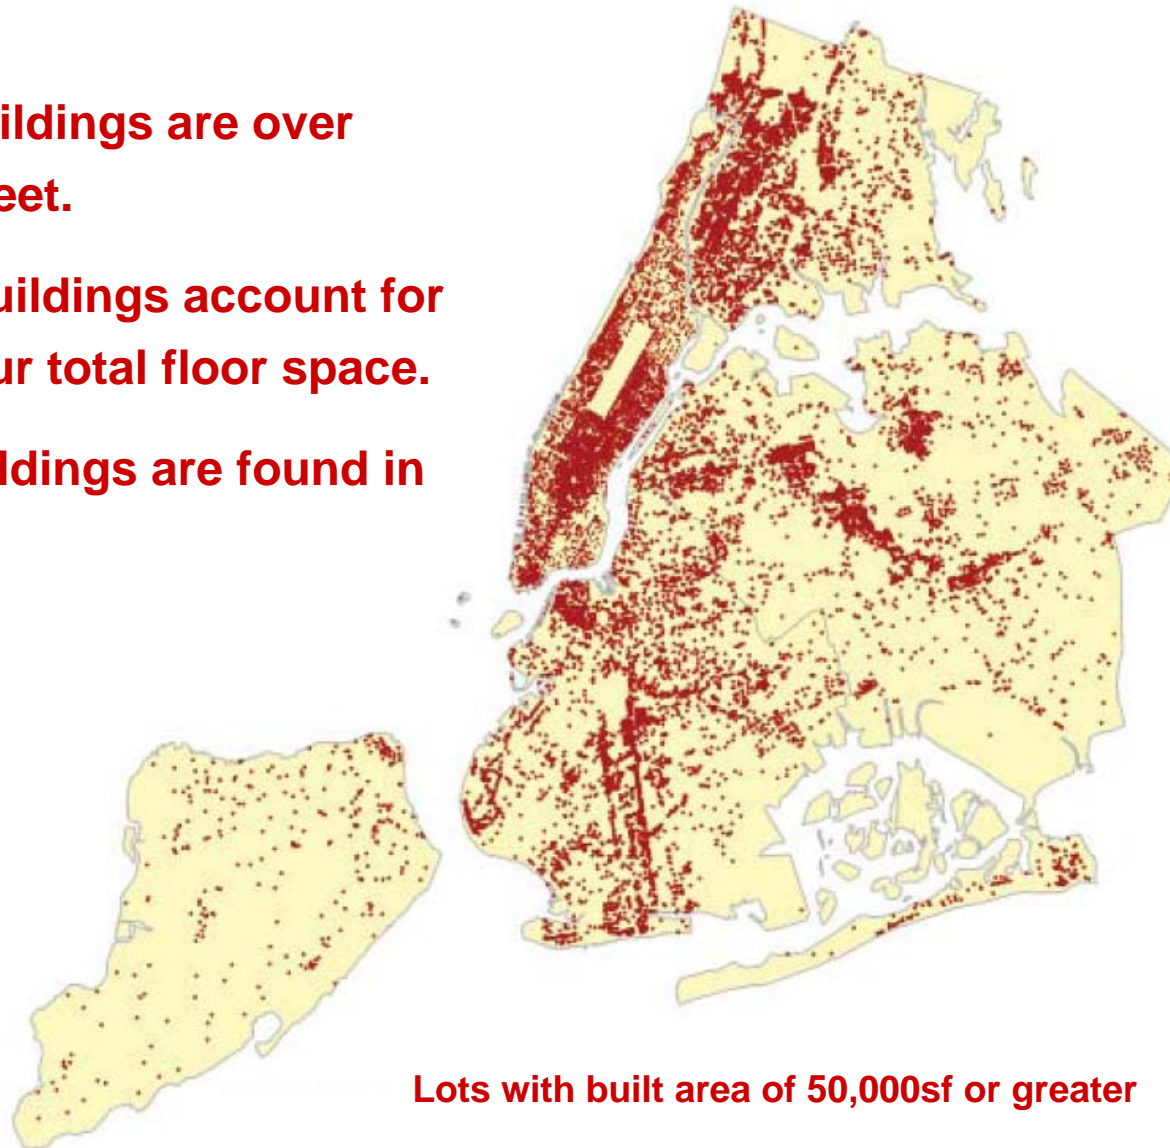 uildings are over
eet.
uildings account for
ur total floor space.
ldings are found in
Lots with built area of 50,000sf or greater